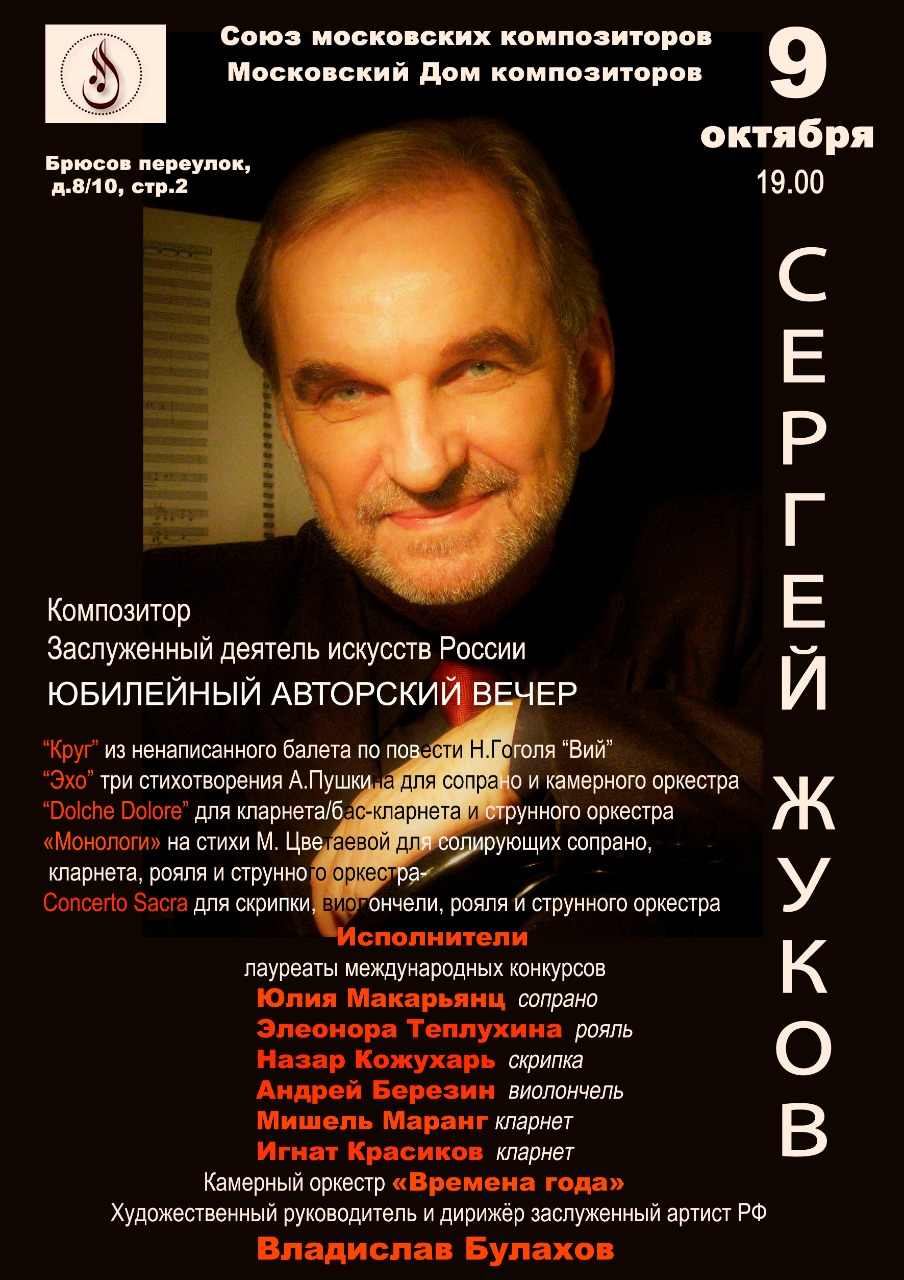 Союз московских композиторов
Московский Дом композиторов
9
октября
19.00
Брюсов переулок,
д.8/10, стр.2
СЕРГЕЙ ЖУКОВ
Композитор
Заслуженный деятель искусств России
ЮБИЛЕЙНЫЙ АВТОРСКИЙ ВЕЧЕР
“Круг” из ненаписанного балета по повести Н.Гоголя “Вий”
“Эхо” три стихотворения А.Пушкина для сопрано и камерного оркестра
“Dolche Dolore” для кларнета/бас-кларнета и струнного оркестра
«Монологи» на стихи М. Цветаевой для солирующих сопрано,
кларнета, рояля и струнного оркестра-
Concerto Sacra для скрипки, виолончели, рояля и струнного оркестра
Исполнители
лауреаты международных конкурсов
Юлия Макарьянц сопрано
Элеонора Теплухина рояль
Назар Кожухарь скрипка
Андрей Березин виолончель
Мишель Маранг кларнет
Игнат Красиков кларнет
Камерный оркестр «Времена года»
Художественный руководитель и дирижёр заслуженный артист РФ
Владислав Булахов